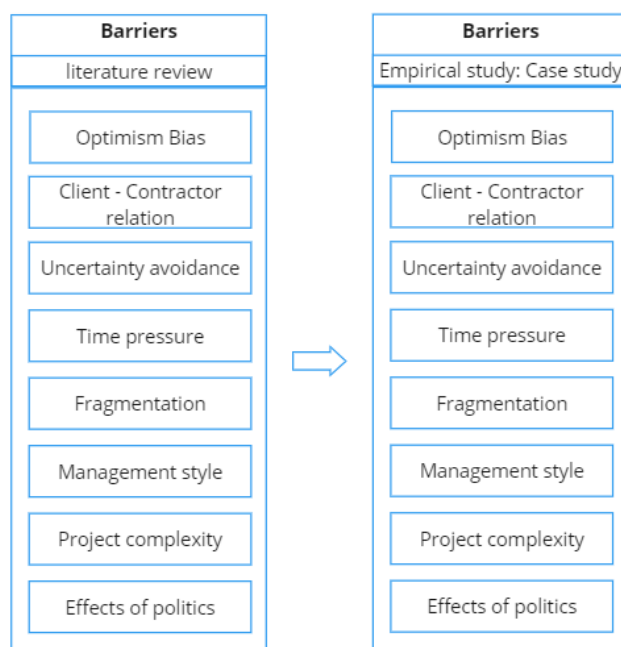 Barriers
literature review
Optimism Bias
Client - Contractor
relation
Uncertainty avoidance
Time pressure
Fragmentation
Management style
Project complexity
Effects of politics
Barriers
Empirical study: Case study
Optimism Bias
Client - Contractor
relation
Uncertainty avoidance
Time pressure
Fragmentation
Management style
Project complexity
Effects of politics